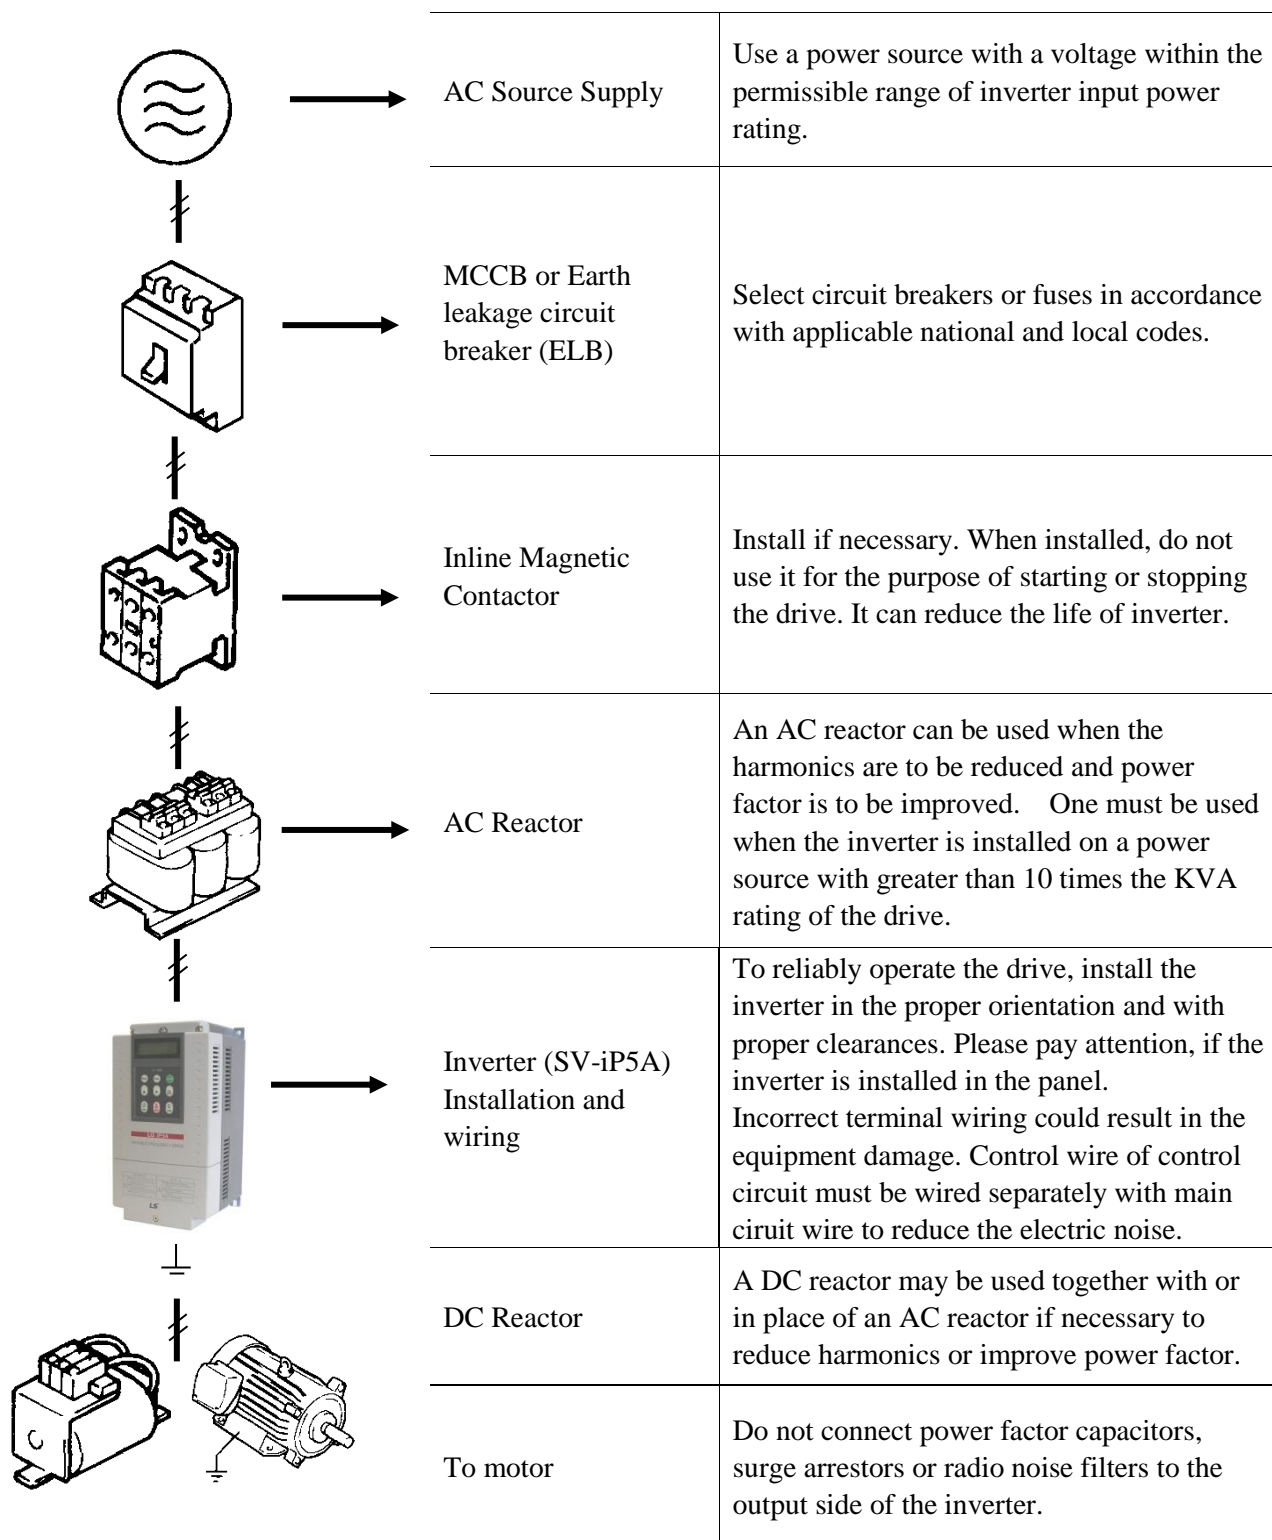 AC Source Supply
Use a power source with a voltage within the
permissible range of inverter input power
rating.
MCCB or Earth
leakage circuit
breaker (ELB)
Select circuit breakers or fuses in accordance
with applicable national and local codes.
Inline Magnetic
Contactor
Install if necessary. When installed, do not
use it for the purpose of starting or stopping
the drive. It can reduce the life of inverter.
AC Reactor
An AC reactor can be used when the
harmonics are to be reduced and power
factor is to be improved.    One must be used
when the inverter is installed on a power
source with greater than 10 times the KVA
rating of the drive.
Inverter (SV-iP5A)
Installation and
wiring
To reliably operate the drive, install the
inverter in the proper orientation and with
proper clearances. Please pay attention, if the
inverter is installed in the panel.
Incorrect terminal wiring could result in the
equipment damage. Control wire of control
circuit must be wired separately with main
ciruit wire to reduce the electric noise.
LS
DC Reactor
A DC reactor may be used together with or
in place of an AC reactor if necessary to
reduce harmonics or improve power factor.
To motor
Do not connect power factor capacitors,
surge arrestors or radio noise filters to the
output side of the inverter.